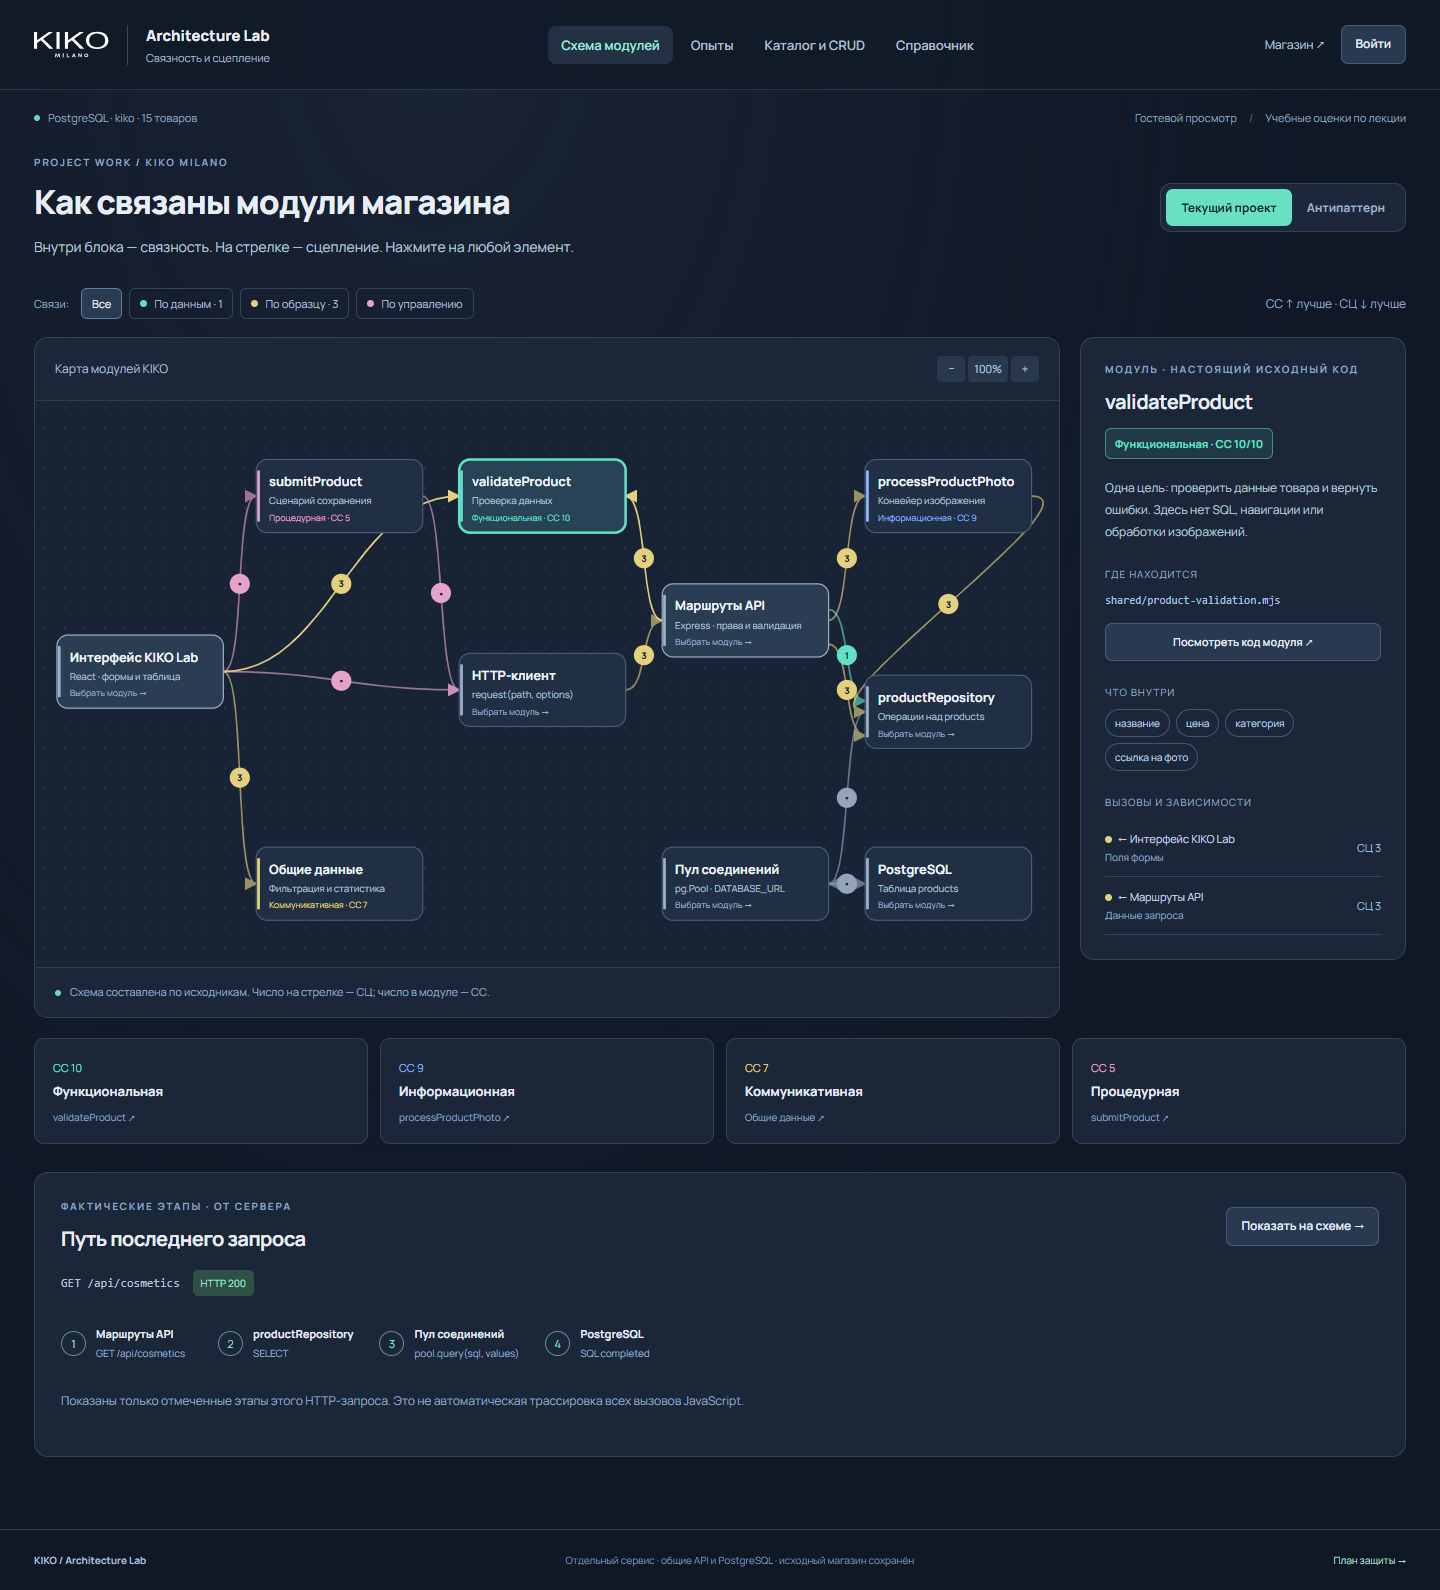 KIKO
MILANO
Architecture Lab
Связность и сцепление
Схема модулей
Опыты
Каталог и CRUD
Справочник
Магазин ↗
Войти
PostgreSQL · kiko · 15 товаров
Гостевой просмотр / Учебные оценки по лекции
PROJECT WORK / KIKO MILANO
Как связаны модули магазина
Внутри блока — связность. На стрелке — сцепление. Нажмите на любой элемент.
Текущий проект
Антипаттерн
Связи:
Все
По данным · 1
По образцу · 3
По управлению
СС ↑ лучше · СЦ ↓ лучше
Карта модулей KIKO
−
100%
+
submitProduct
Сценарий сохранения
Процедурная · СС 5
validateProduct
Проверка данных
Функциональная · СС 10
processProductPhoto
Конвейер изображения
Информационная · СС 9
3
3
3
3
Маршруты API
Express · права и валидация
Выбрать модуль →
Интерфейс KIKO Lab
React · формы и таблица
Выбрать модуль →
HTTP-клиент
request(path, options)
Выбрать модуль →
3
1
3
productRepository
Операции над products
Выбрать модуль →
3
Общие данные
Фильтрация и статистика
Коммуникативная · СС 7
Пул соединений
pg.Pool · DATABASE_URL
Выбрать модуль →
PostgreSQL
Таблица products
Выбрать модуль →
Схема составлена по исходникам. Число на стрелке — СЦ; число в модуле — СС.
МОДУЛЬ · НАСТОЯЩИЙ ИСХОДНЫЙ КОД
validateProduct
Функциональная · СС 10/10
Одна цель: проверить данные товара и вернуть
ошибки. Здесь нет SQL, навигации или
обработки изображений.
ГДЕ НАХОДИТСЯ
shared/product-validation.mjs
Посмотреть код модуля ↗
ЧТО ВНУТРИ
название
цена
категория
ссылка на фото
ВЫЗОВЫ И ЗАВИСИМОСТИ
← Интерфейс KIKO Lab
Поля формы
СЦ 3
← Маршруты API
Данные запроса
СЦ 3
СС 10
Функциональная
validateProduct ↗
СС 9
Информационная
processProductPhoto ↗
СС 7
Коммуникативная
Общие данные ↗
СС 5
Процедурная
submitProduct ↗
ФАКТИЧЕСКИЕ ЭТАПЫ · ОТ СЕРВЕРА
Путь последнего запроса
Показать на схеме →
GET /api/cosmetics
HTTP 200
1
Маршруты API
GET /api/cosmetics
2
productRepository
SELECT
3
Пул соединений
pool.query(sql, values)
4
PostgreSQL
SQL completed
Показаны только отмеченные этапы этого HTTP-запроса. Это не автоматическая трассировка всех вызовов JavaScript.
KIKO / Architecture Lab
Отдельный сервис · общие API и PostgreSQL · исходный магазин сохранён
План защиты →